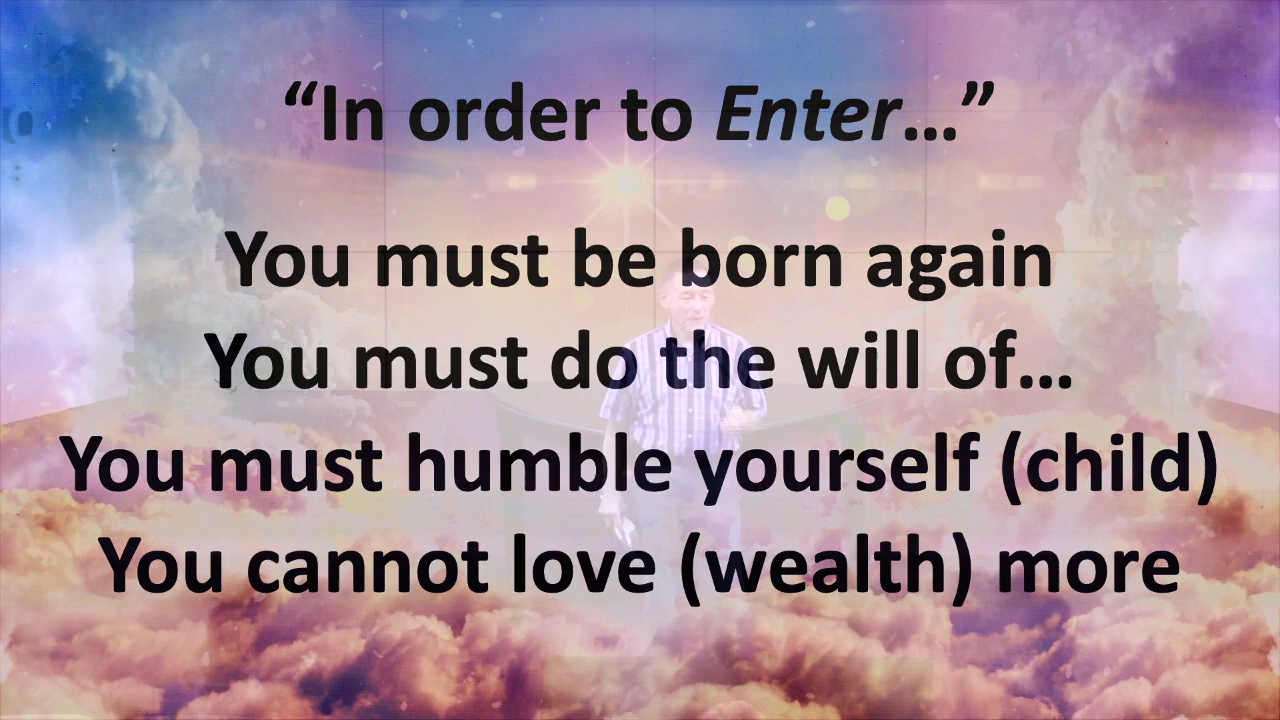 “In order to Enter…”
You must be born again
You must do the will of…
You must humble yourself (child)
You cannot love (wealth) more